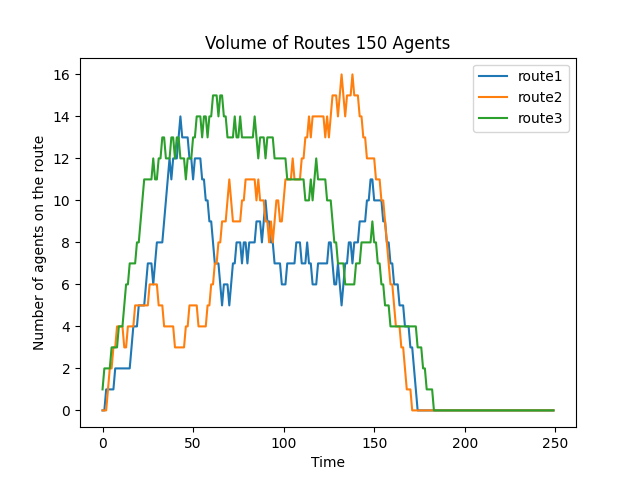 Volume of Routes 150 Agents
route1
route2
route3
Number of agents on the route
16
14
12
10
8
6
4
2
0
0
50
100
150
200
250
Time